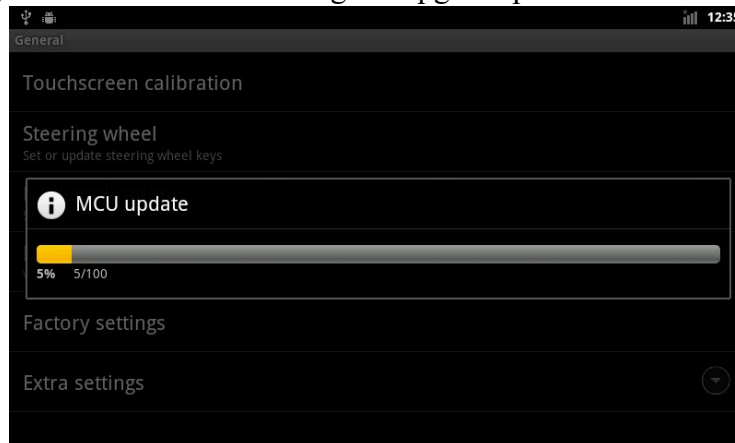 12:35
General
Touchscreen calibration
Steering wheel
Set or update steering wheel keys
MCU update
5% 5/100
Factory settings
Extra settings